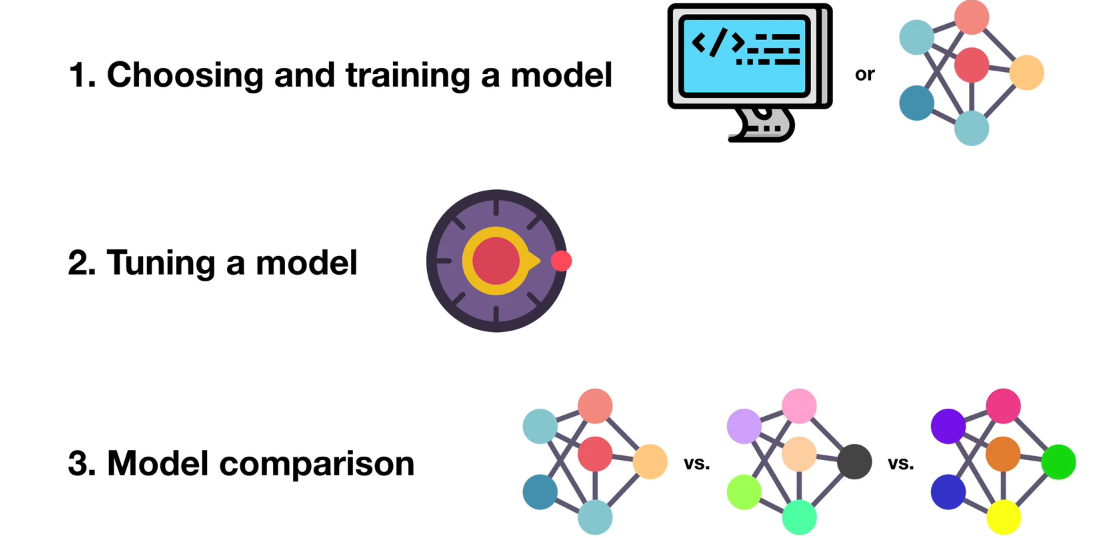 1. Choosing and training a model
</>
or
2. Tuning a model
3. Model comparison
vs.
vs.